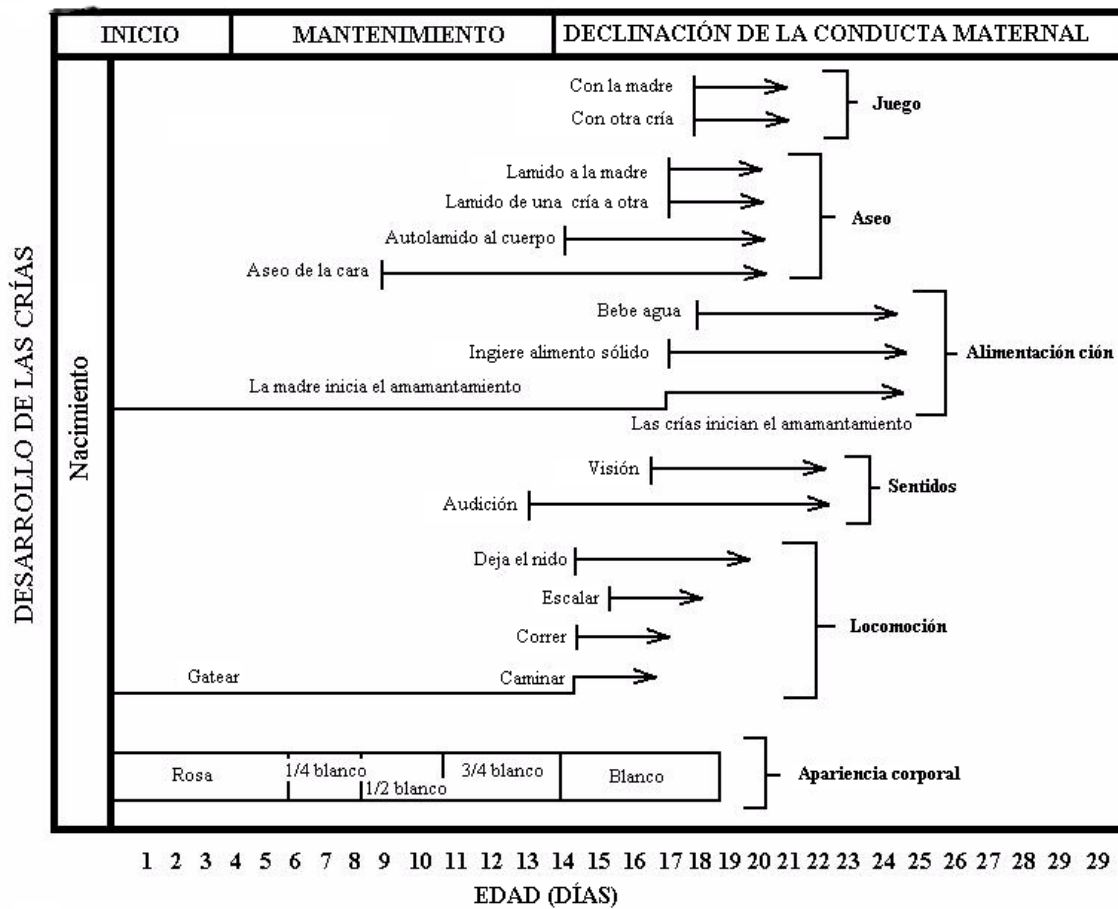 INICIO MANTENIMIENTO DECLINACIÓN DE LA CONDUCTA MATERNAL
DESARROLLO DE LAS CRÍAS
Nacimiento
Con la madre
Con otra cría
Juego
Lamido a la madre
Lamido de una cría a otra
Autolamido al cuerpo
Aseo de la cara
Aseo
Bebe agua
Ingiere alimento sólido
La madre inicia el amamantamiento
Las crías inician el amamantamiento
Alimentación ción
Visión
Audición
Sentidos
Deja el nido
Escalar
Correr
Gatear Caminar
Locomoción
Rosa 1/4 blanco 1/2 blanco 3/4 blanco Blanco
Apariencia corporal
1 2 3 4 5 6 7 8 9 10 11 12 13 14 15 16 17 18 19 20 21 22 23 24 25 26 27 28 29 29
EDAD (DÍAS)